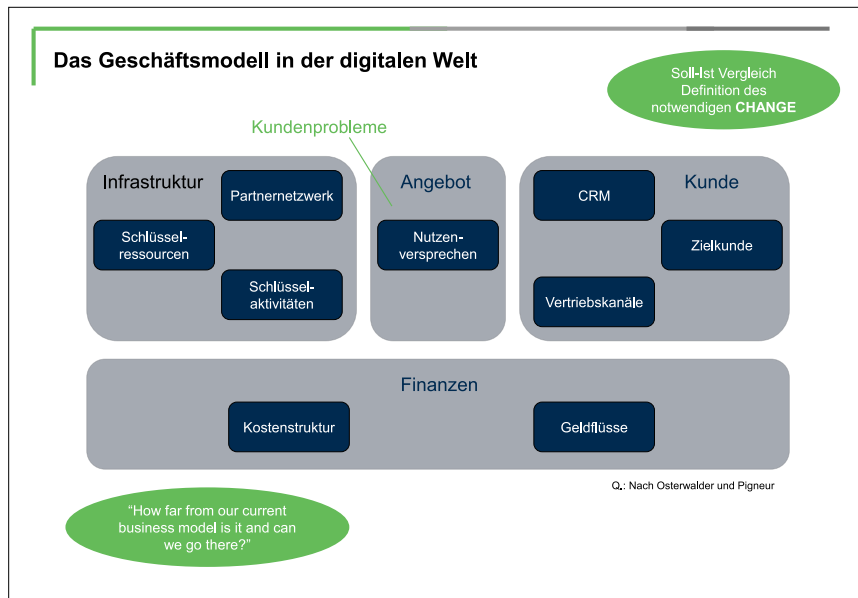 Das Geschäftsmodell in der digitalen Welt
Soll-Ist Vergleich
Definition des
notwendigen CHANGE
Kundenprobleme
Infrastruktur
Partnernetzwerk
Schlüssel-
ressourcen
Schlüssel-
aktivitäten
Angebot
Nutzen-
versprechen
Kunde
CRM
Zielkunde
Vertriebskanäle
Finanzen
Kostenstruktur
Geldflüsse
Q.: Nach Osterwalder und Pigneur
“How far from our current
business model is it and can
we go there?”